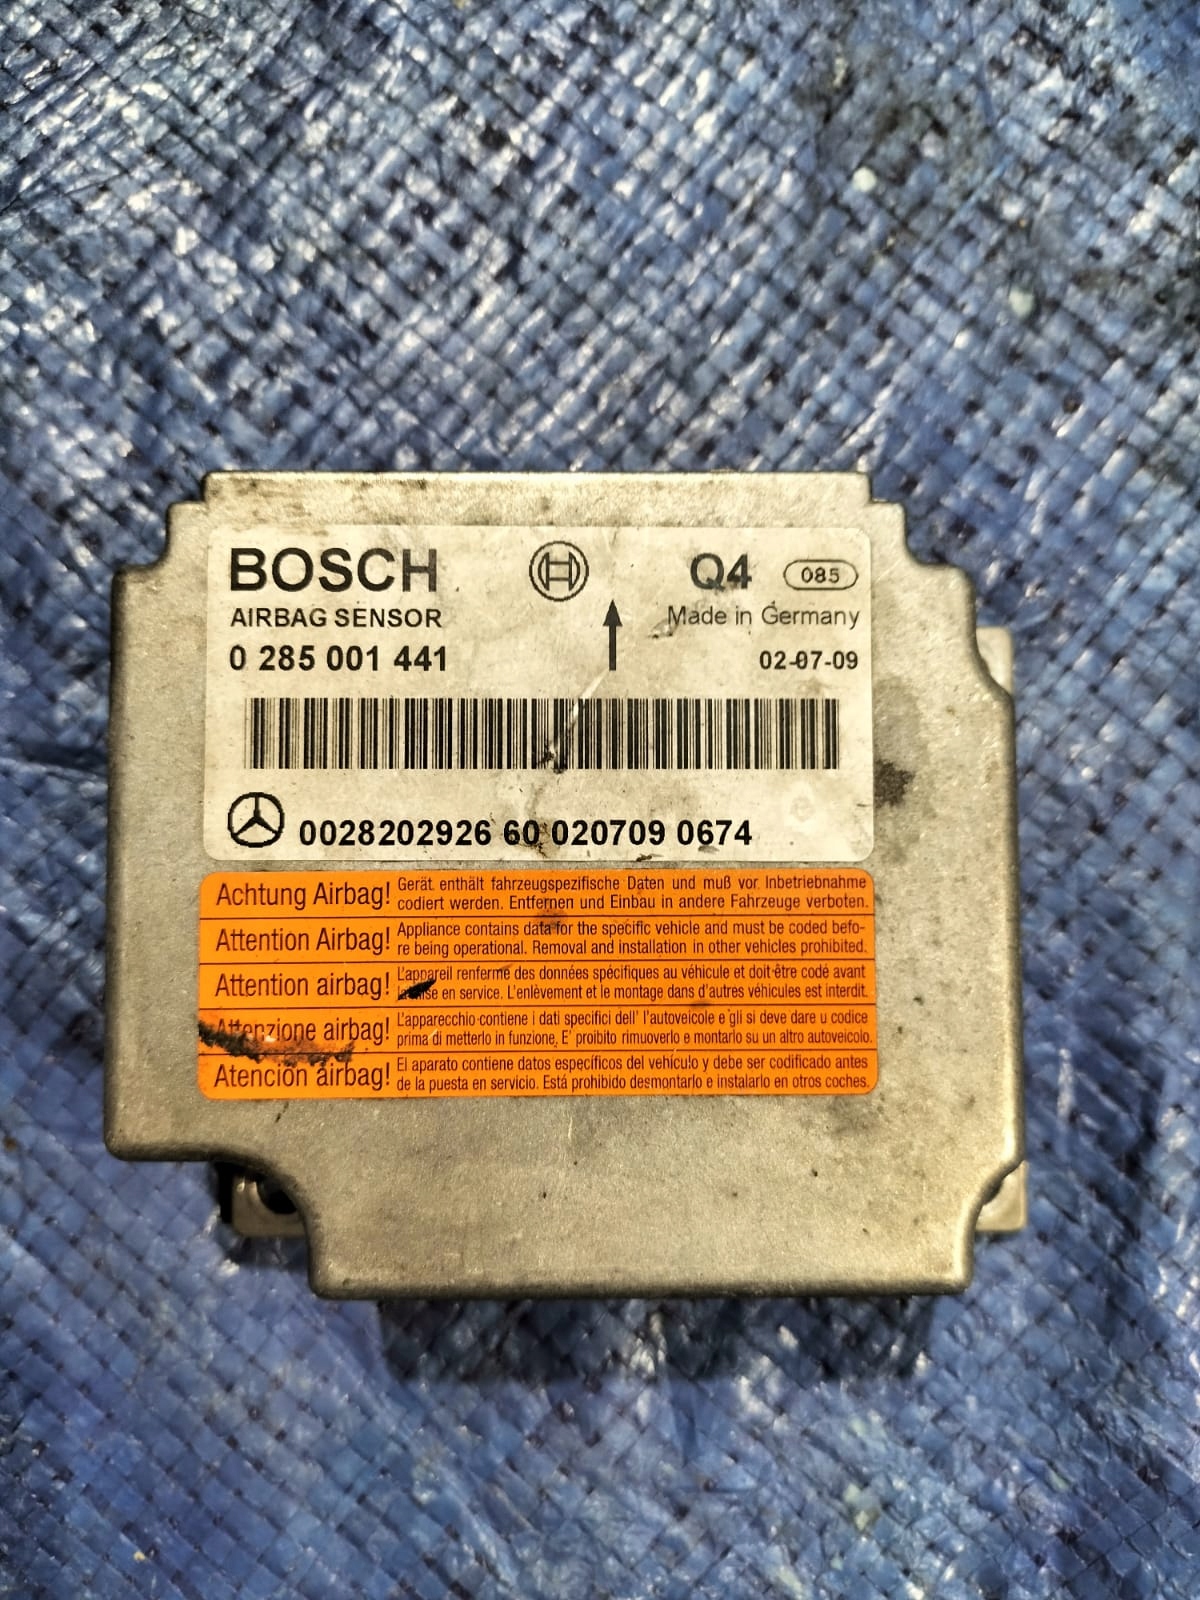 BOSCH Q4 085
AIRBAG SENSOR Made in Germany
0 285 001 441 02-07-09
0028202926 60 020709 0674
Achtung Airbag! Gerät enthält fahrzeugspezifische Daten und muß vor Inbetriebnahme
codiert werden. Entfernen und Einbau in andere Fahrzeuge verboten.
Attention Airbag! Appliance contains data for the specific vehicle and must be coded befo-
re being operational. Removal and installation in other vehicles prohibited.
Attention airbag! L'appareil renferme des données spécifiques au véhicule et doit être codé avant
la mise en service. L'enlèvement et le montage dans d'autres véhicules est interdit.
Attenzione airbag! L'apparecchio contiene i dati specifici dell' l'autoveicolo e gli si deve dare u codice
prima di metterlo in funzione, E' proibito rimuoverlo e montarlo su un altro autoveicolo.
Atención airbag! El aparato contiene datos específicos del vehículo y debe ser codificado antes
de la puesta en servicio. Está prohibido desmontarlo e instalarlo en otros coches.